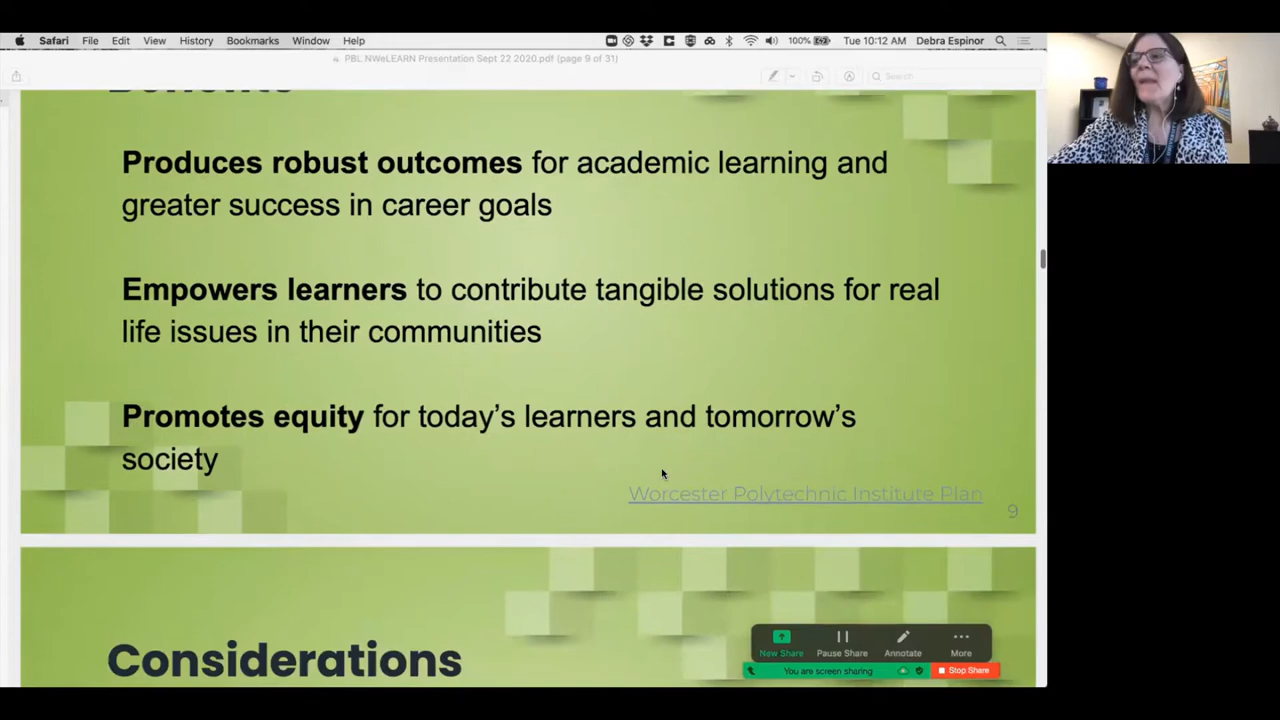 Safari File Edit View History Bookmarks Window Help 100% Tue 10:12 AM Debra Espinor
PBL.NWeLEARN Presentation Sept 22 2020.pdf (page 9 of 31)
Search
Benefits
Produces robust outcomes for academic learning and
greater success in career goals
Empowers learners to contribute tangible solutions for real
life issues in their communities
Promotes equity for today's learners and tomorrow's
society
Worcester Polytechnic Institute Plan
9
Considerations
New Share Pause Share Annotate More
You are screen sharing Stop Share